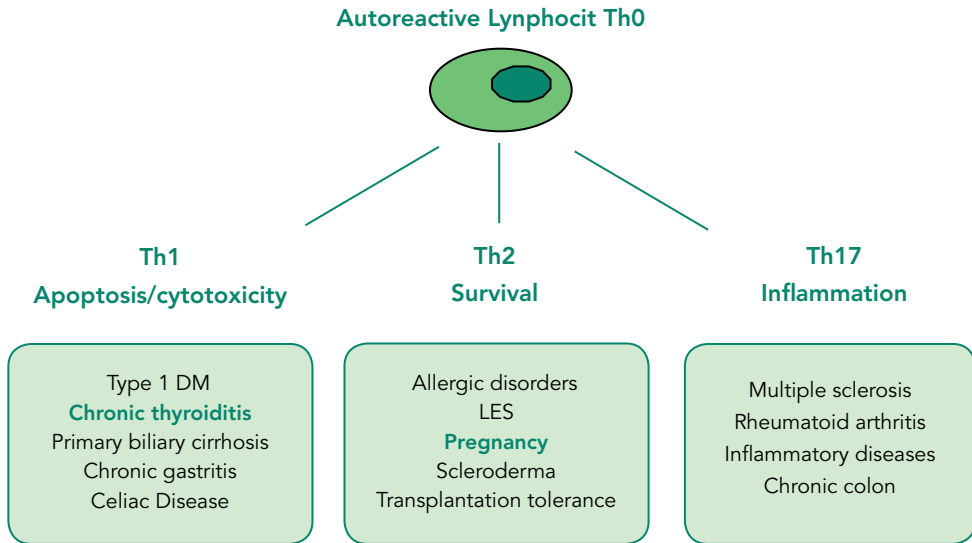 Autoreactive Lymphocit Th0
Th1
Apoptosis/cytotoxicity
Type 1 DM
Chronic thyroiditis
Primary biliary cirrhosis
Chronic gastritis
Celiac Disease
Th2
Survival
Allergic disorders
LES
Pregnancy
Scleroderma
Transplantation tolerance
Th17
Inflammation
Multiple sclerosis
Rheumatoid arthritis
Inflammatory diseases
Chronic colon